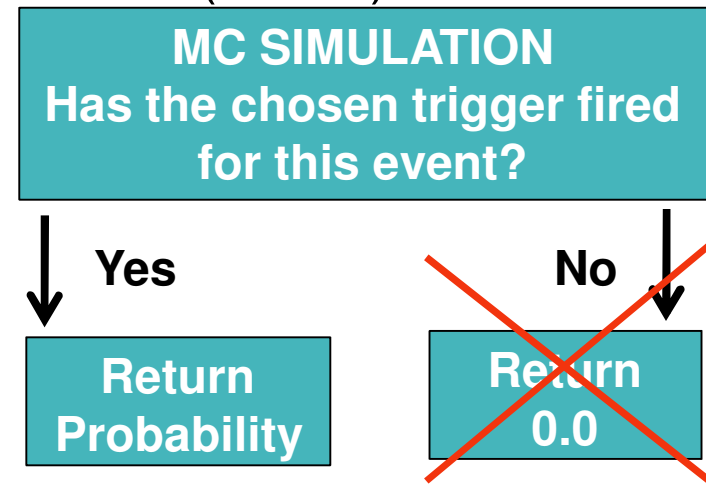 MC SIMULATION
Has the chosen trigger fired
for this event?
Yes
No
Return
Probability
Return
0.0